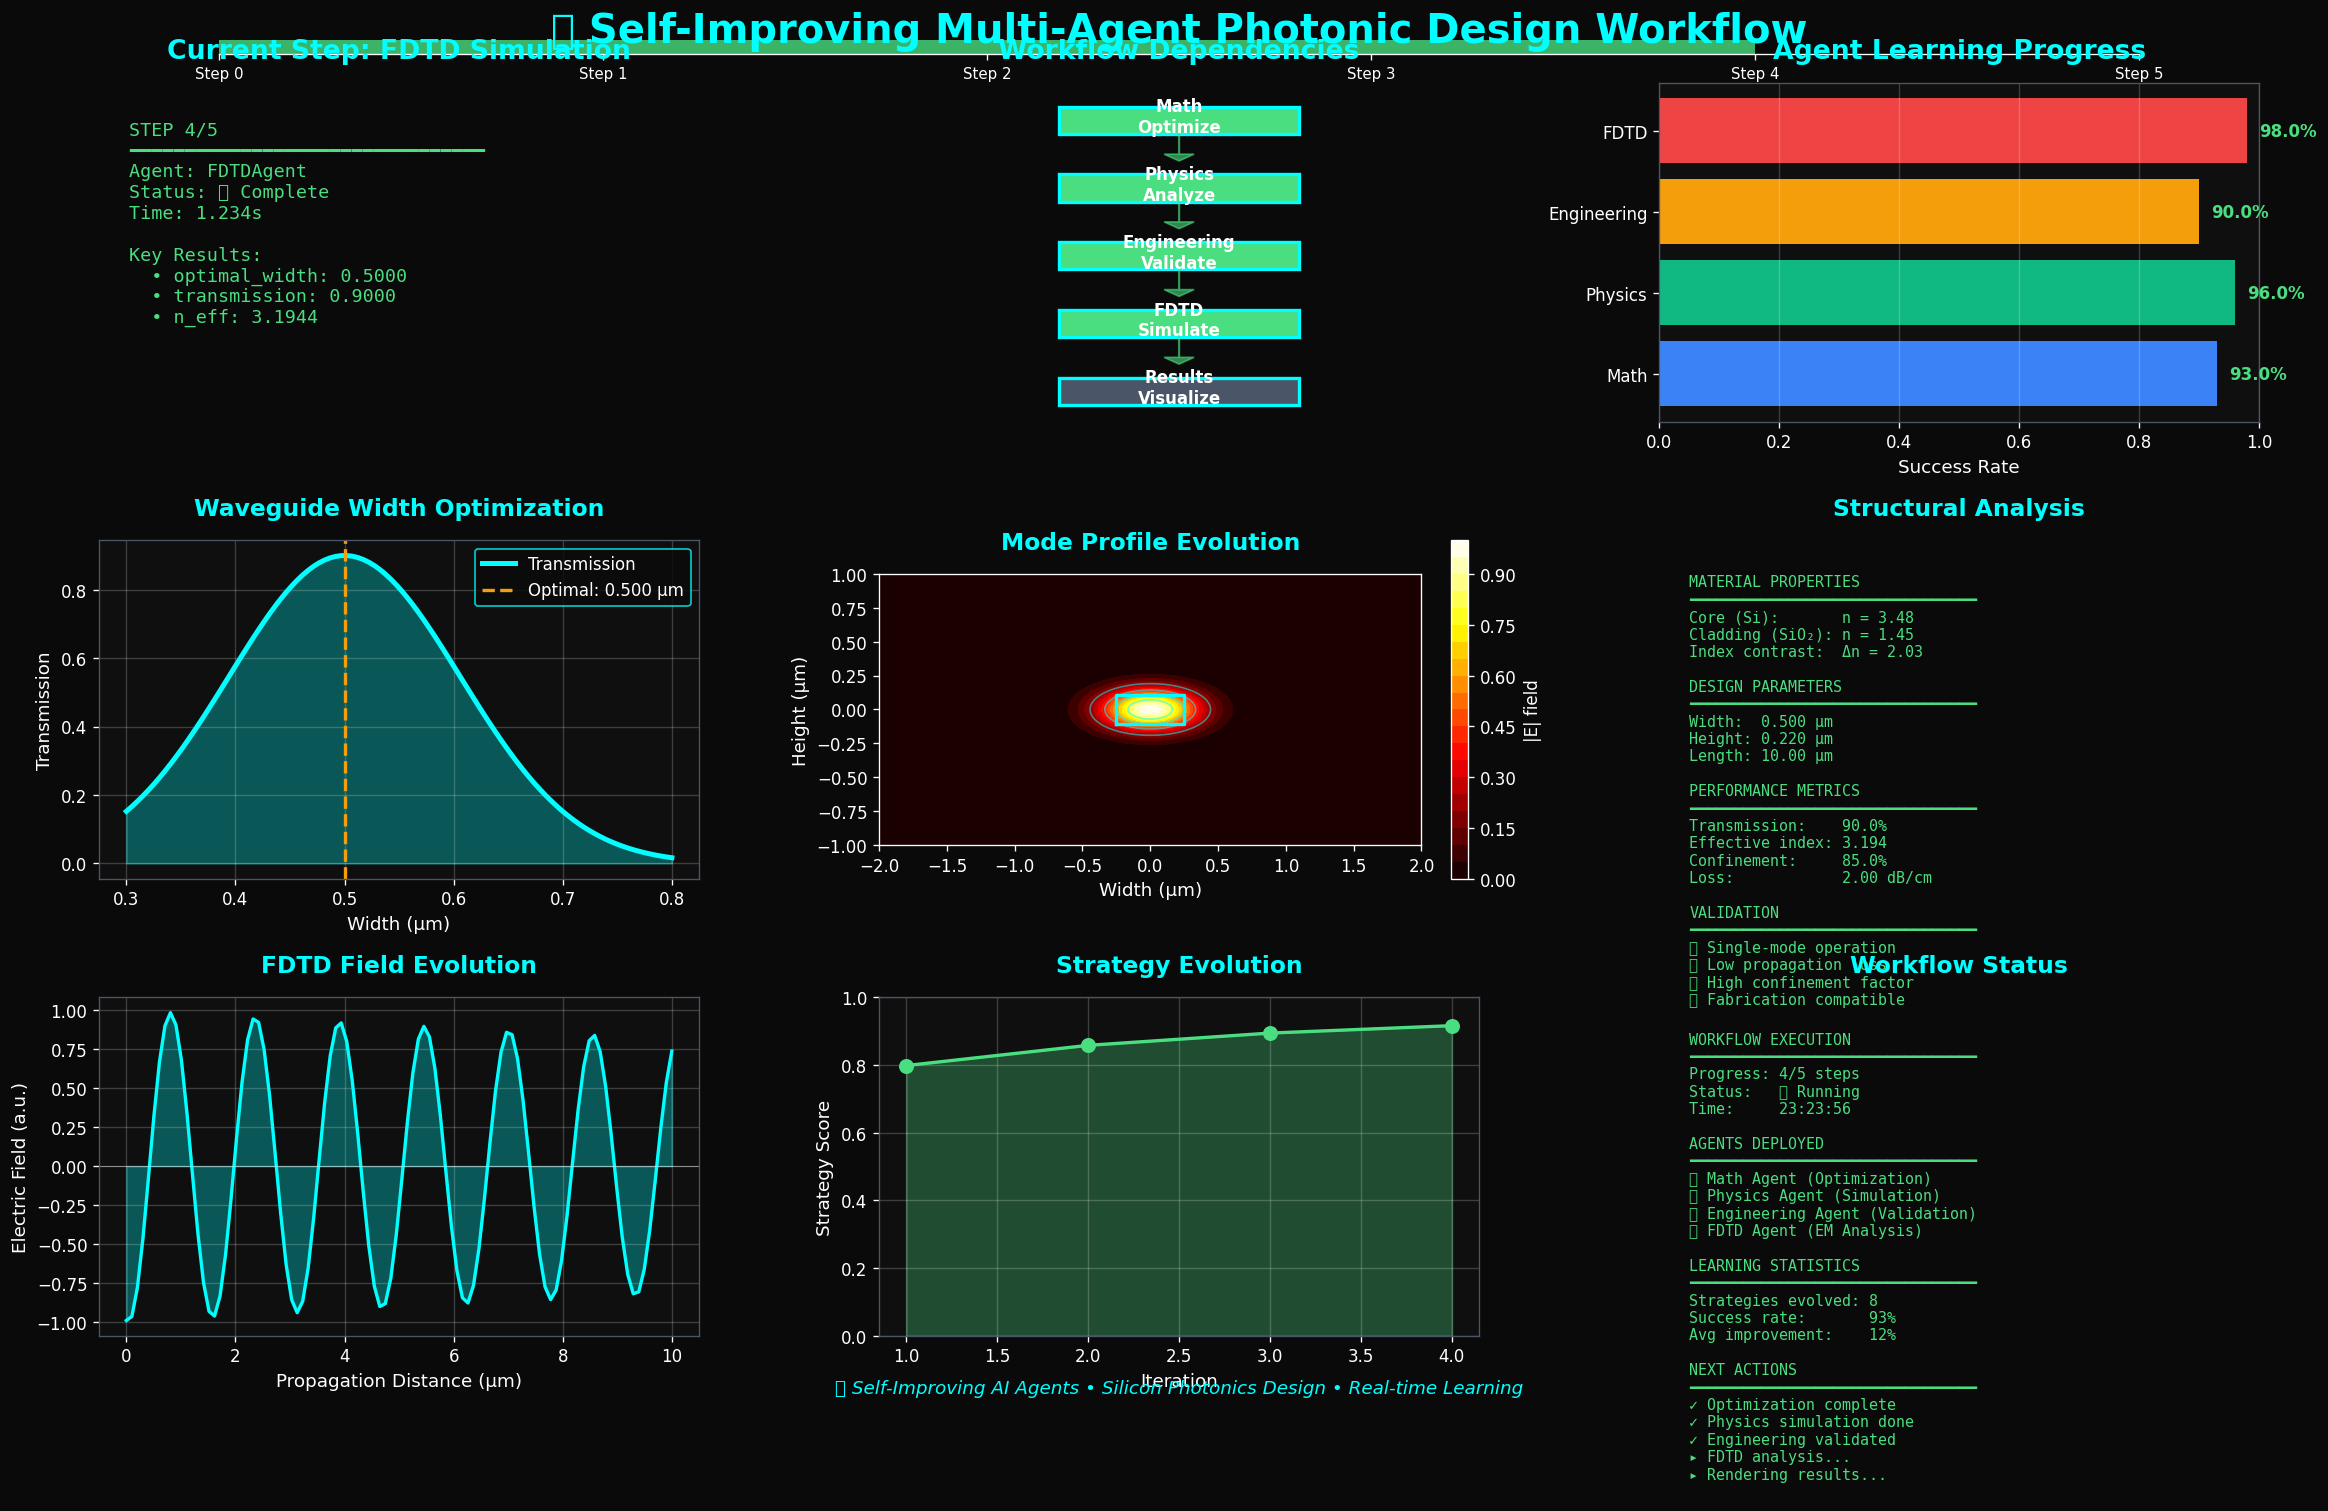 Self-Improving Multi-Agent Photonic Design Workflow
Step 0
Step 1
Step 2
Step 3
Step 4
Step 5
Current Step: FDTD Simulation
STEP 4/5
Agent: FDTDAgent
Status: Complete
Time: 1.234s
Key Results:
• optimal_width: 0.5000
• transmission: 0.9000
• n_eff: 3.1944
Workflow Dependencies
Math
Optimize
Physics
Analyze
Engineering
Validate
FDTD
Simulate
Results
Visualize
Agent Learning Progress
FDTD
98.0%
Engineering
90.0%
Physics
96.0%
Math
93.0%
0.0
0.2
0.4
0.6
0.8
1.0
Success Rate
Waveguide Width Optimization
Transmission
Optimal: 0.500 µm
Transmission
0.8
0.6
0.4
0.2
0.0
0.3
0.4
0.5
0.6
0.7
0.8
Width (µm)
Mode Profile Evolution
Height (µm)
1.00
0.75
0.50
0.25
0.00
−0.25
−0.50
−0.75
−1.00
−2.0
−1.5
−1.0
−0.5
0.0
0.5
1.0
1.5
2.0
Width (µm)
0.90
0.75
0.60
0.45
0.30
0.15
0.00
|E| field
Structural Analysis
MATERIAL PROPERTIES
Core (Si): n = 3.48
Cladding (SiO₂): n = 1.45
Index contrast: Δn = 2.03
DESIGN PARAMETERS
Width: 0.500 µm
Height: 0.220 µm
Length: 10.00 µm
PERFORMANCE METRICS
Transmission: 90.0%
Effective index: 3.194
Confinement: 85.0%
Loss: 2.00 dB/cm
VALIDATION
Single-mode operation
Low propagation loss
High confinement factor
Fabrication compatible
FDTD Field Evolution
Electric Field (a.u.)
1.00
0.75
0.50
0.25
0.00
−0.25
−0.50
−0.75
−1.00
0
2
4
6
8
10
Propagation Distance (µm)
Strategy Evolution
Strategy Score
1.0
0.8
0.6
0.4
0.2
0.0
1.0
1.5
2.0
2.5
3.0
3.5
4.0
Iteration
Workflow Status
WORKFLOW EXECUTION
Progress: 4/5 steps
Status: Running
Time: 23:23:56
AGENTS DEPLOYED
Math Agent (Optimization)
Physics Agent (Simulation)
Engineering Agent (Validation)
FDTD Agent (EM Analysis)
LEARNING STATISTICS
Strategies evolved: 8
Success rate: 93%
Avg improvement: 12%
NEXT ACTIONS
✓ Optimization complete
✓ Physics simulation done
✓ Engineering validated
▸ FDTD analysis...
▸ Rendering results...
Self-Improving AI Agents • Silicon Photonics Design • Real-time Learning